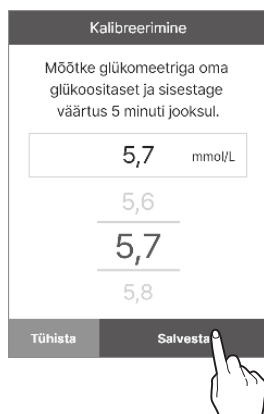 Kalibreerimine
Mõõtke glükomeetriga oma
glükoositaset ja sisestage
väärtus 5 minuti jooksul.
5,7 mmol/L
5,6
5,7
5,8
Tühista Salvesta